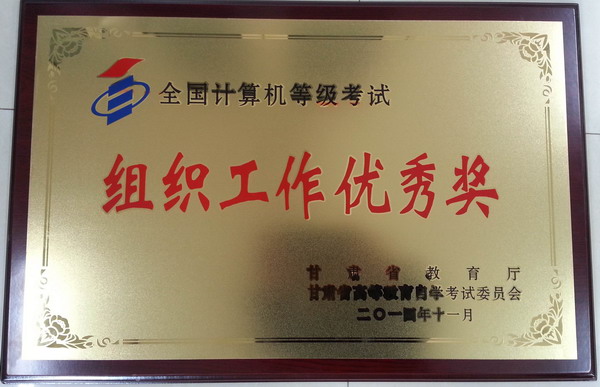 全国计算机等级考试
组织工作优秀奖
甘肃省教育厅
甘肃省高等教育自学考试委员会
二〇一四年十一月